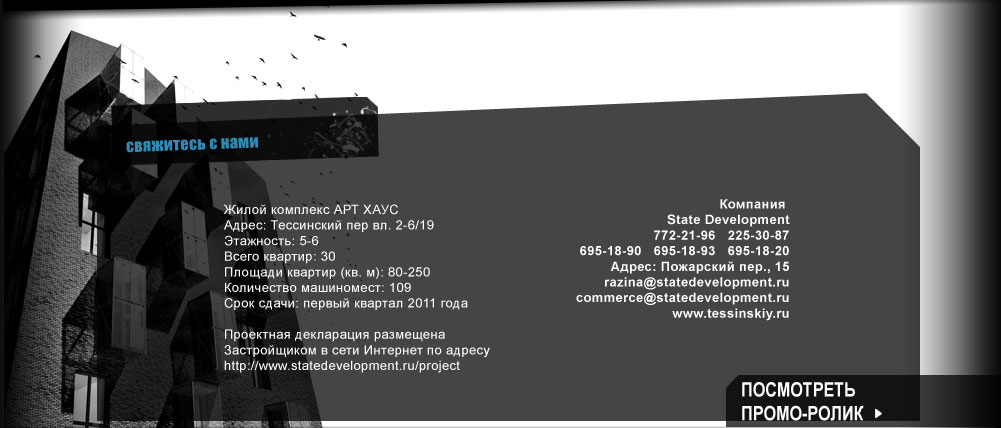 свяжитесь с нами
Жилой комплекс АРТ ХАУС
Адрес: Тессинский пер вл. 2-6/19
Этажность: 5-6
Всего квартир: 30
Площади квартир (кв. м): 80-250
Количество машиномест: 109
Срок сдачи: первый квартал 2011 года
Проектная декларация размещена
Застройщиком в сети Интернет по адресу
http://www.statedevelopment.ru/project
Компания
State Development
772-21-96 225-30-87
695-18-90 695-18-93 695-18-20
Адрес: Пожарский пер., 15
razina@statedevelopment.ru
commerce@statedevelopment.ru
www.tessinskiy.ru
ПОСМОТРЕТЬ
ПРОМО-РОЛИК